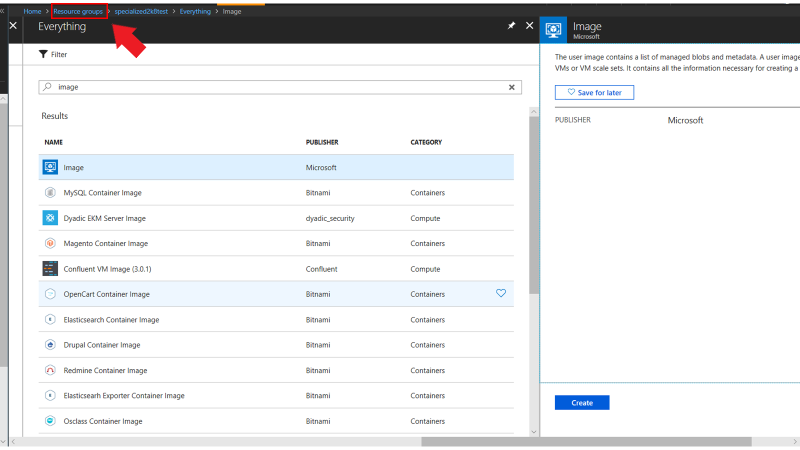 Home > Resource groups > specialized2k8test > Everything > Image
Everything
Filter
image
Results
NAME PUBLISHER CATEGORY
Image Microsoft
MySQL Container Image Bitnami Containers
Dyadic EKM Server Image dyadic_security Compute
Magento Container Image Bitnami Containers
Confluent VM Image (3.0.1) Confluent Compute
OpenCart Container Image Bitnami Containers
Elasticsearch Container Image Bitnami Containers
Drupal Container Image Bitnami Containers
Redmine Container Image Bitnami Containers
Elasticsearh Exporter Container Image Bitnami Containers
Osclass Container Image Bitnami Containers
Image
Microsoft
The user image contains a list of managed blobs and metadata. A user image
VMs or VM scale sets. It contains all the information necessary for creating a
Save for later
PUBLISHER Microsoft
Create